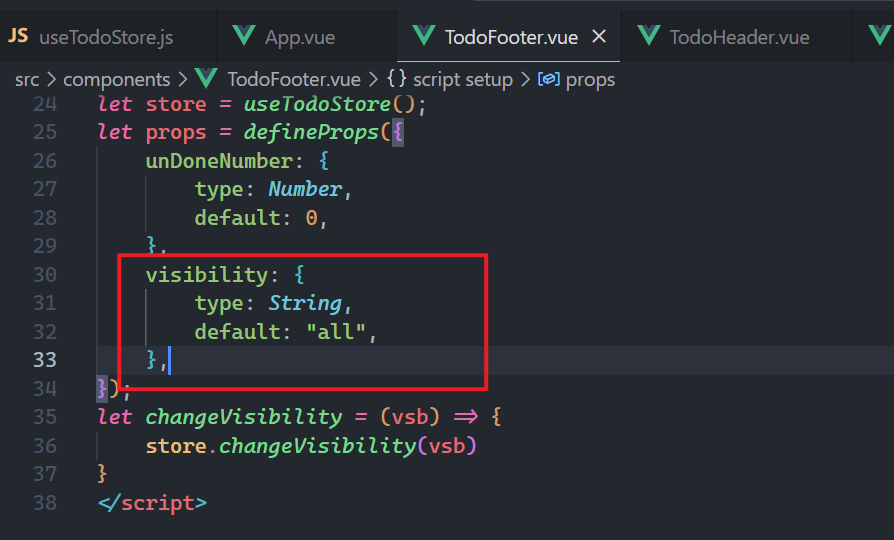 JS useTodoStore.js App.vue TodoFooter.vue × TodoHeader.vue
src > components > TodoFooter.vue > {} script setup > props
24 let store = useTodoStore();
25 let props = defineProps({
26 unDoneNumber: {
27 type: Number,
28 default: 0,
29 },
30 visibility: {
31 type: String,
32 default: "all",
33 },
34 });
35 let changeVisibility = (vsb) => {
36 store.changeVisibility(vsb)
37 }
38 </script>